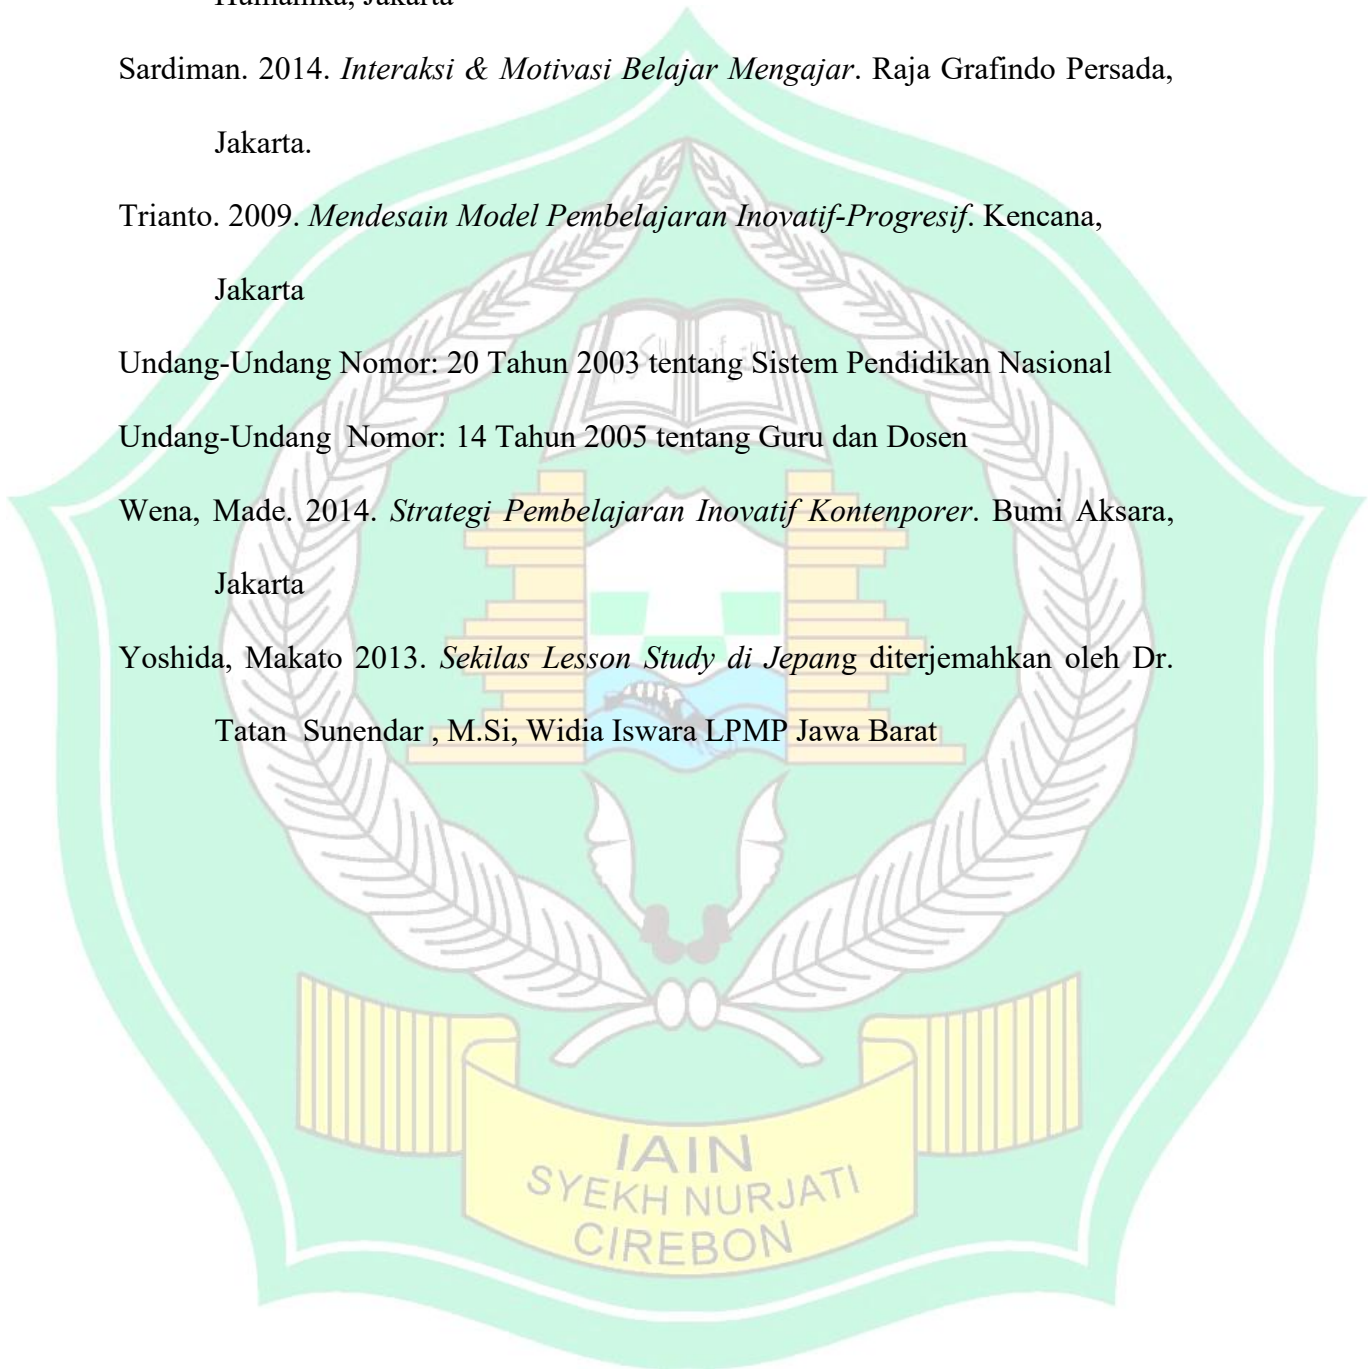 Humanika, Jakarta
Sardiman. 2014. Interaksi & Motivasi Belajar Mengajar. Raja Grafindo Persada,
Jakarta.
Trianto. 2009. Mendesain Model Pembelajaran Inovatif-Progresif. Kencana,
Jakarta
Undang-Undang Nomor: 20 Tahun 2003 tentang Sistem Pendidikan Nasional
Undang-Undang  Nomor: 14 Tahun 2005 tentang Guru dan Dosen
Wena, Made. 2014. Strategi Pembelajaran Inovatif Kontenporer. Bumi Aksara,
Jakarta
Yoshida, Makato 2013. Sekilas Lesson Study di Jepang diterjemahkan oleh Dr.
Tatan  Sunendar , M.Si, Widia Iswara LPMP Jawa Barat
IAIN
SYEKH NURJATI
CIREBON